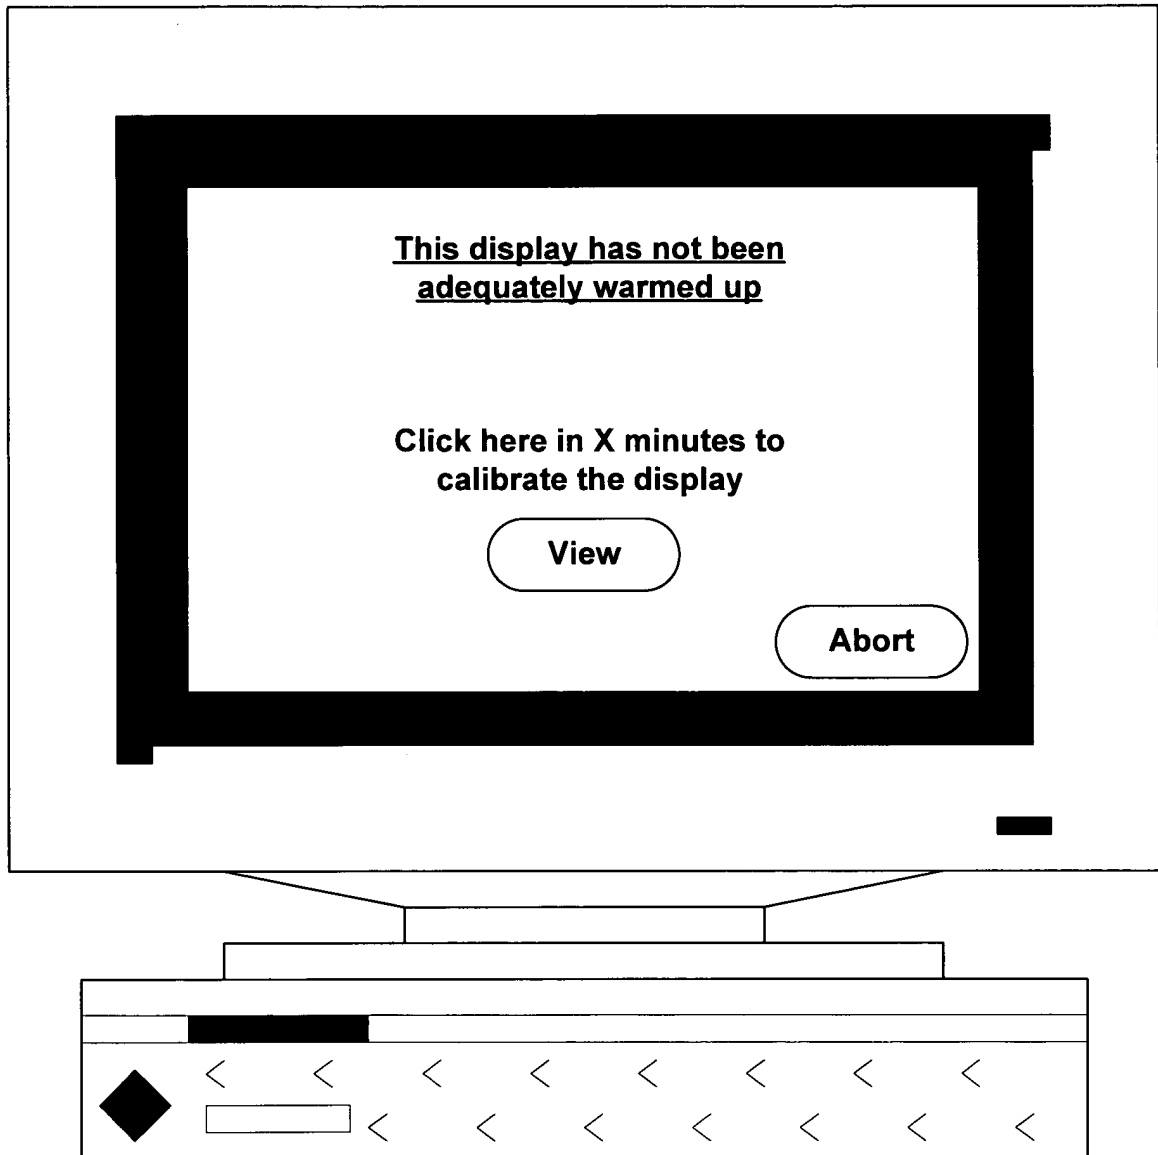 This display has not been
adequately warmed up
Click here in X minutes to
calibrate the display
View
Abort